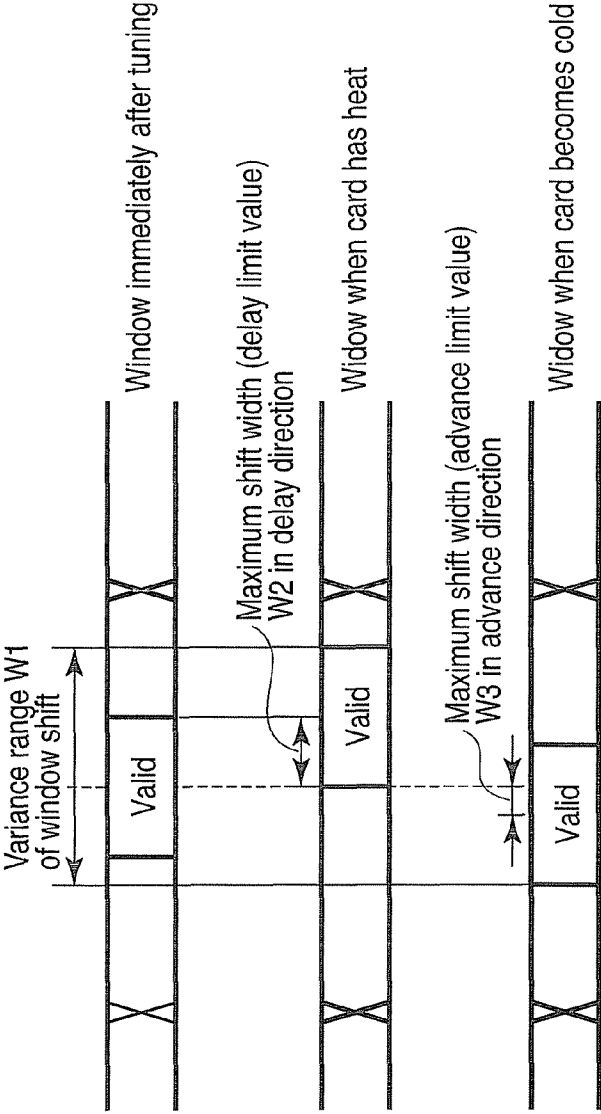 Variance range W1
of window shift
Valid
Window immediately after tuning
Maximum shift width (delay limit value)
W2 in delay direction
Valid
Widow when card has heat
Maximum shift width (advance limit value)
W3 in advance direction
Valid
Widow when card becomes cold